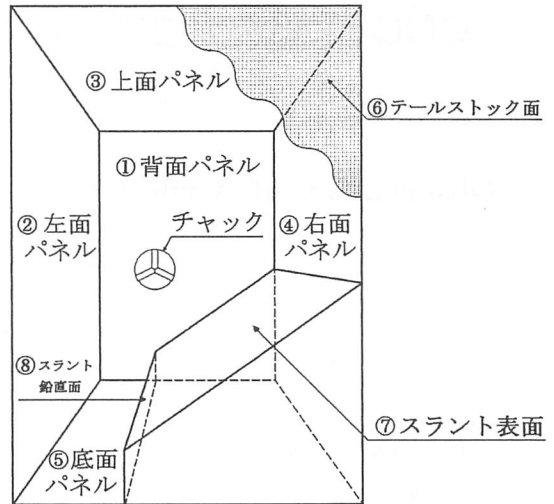 ③上面パネル
⑥テールストック面
①背面パネル
②左面
パネル
チャック
④右面
パネル
⑧スラント
鉛直面
⑦スラント表面
⑤底面
パネル